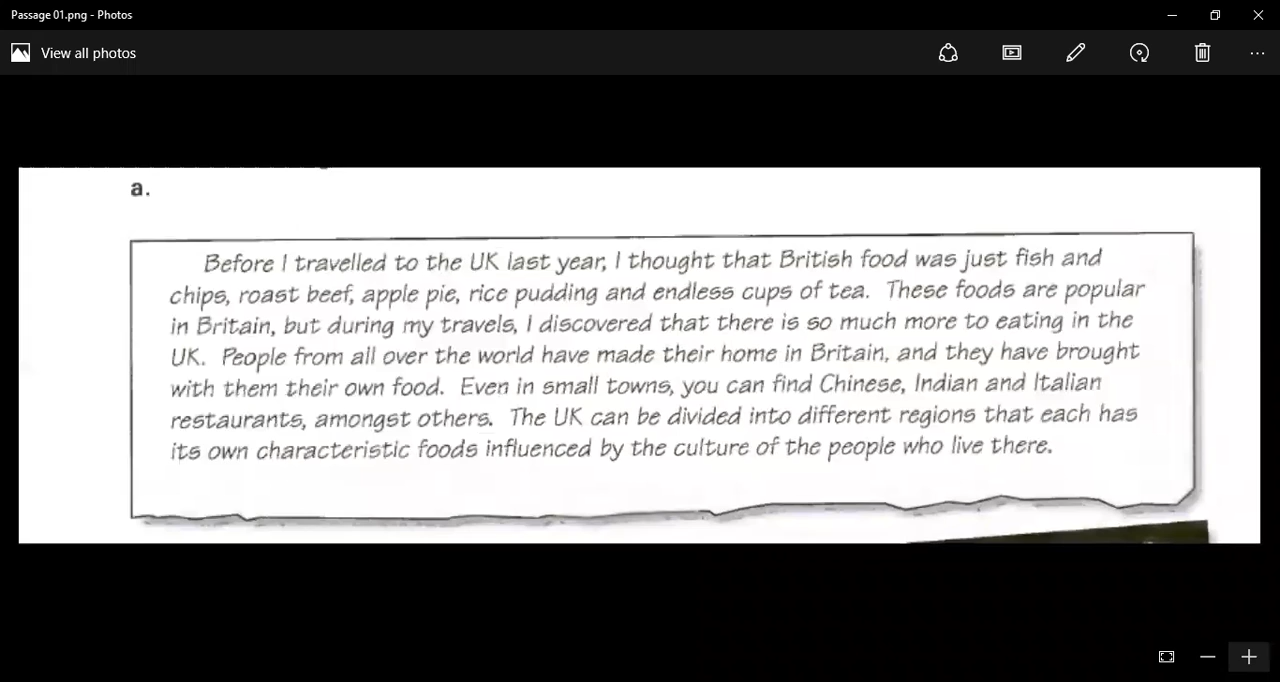 Passage 01.png - Photos
View all photos
a.
Before I travelled to the UK last year, I thought that British food was just fish and
chips, roast beef, apple pie, rice pudding and endless cups of tea. These foods are popular
in Britain, but during my travels, I discovered that there is so much more to eating in the
UK. People from all over the world have made their home in Britain, and they have brought
with them their own food. Even in small towns, you can find Chinese, Indian and Italian
restaurants, amongst others. The UK can be divided into different regions that each has
its own characteristic foods influenced by the culture of the people who live there.